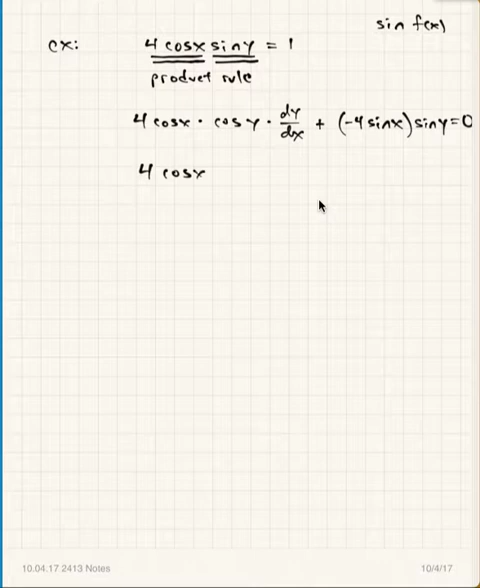 sin f(x)
ex: 4 cosx siny = 1
product rule
4 cosx · cosy · dy/dx + (-4 sinx) siny = 0
4 cosx
10.04.17 2413 Notes 10/4/17